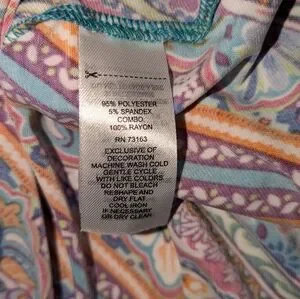 95% POLYESTER
5% SPANDEX
COMBO
100% RAYON
RN 73163
EXCLUSIVE OF
DECORATION
MACHINE WASH COLD
GENTLE CYCLE
WITH LIKE COLORS
DO NOT BLEACH
RESHAPE AND
DRY FLAT
COOL IRON
IF NECESSARY
OR DRY CLEAN